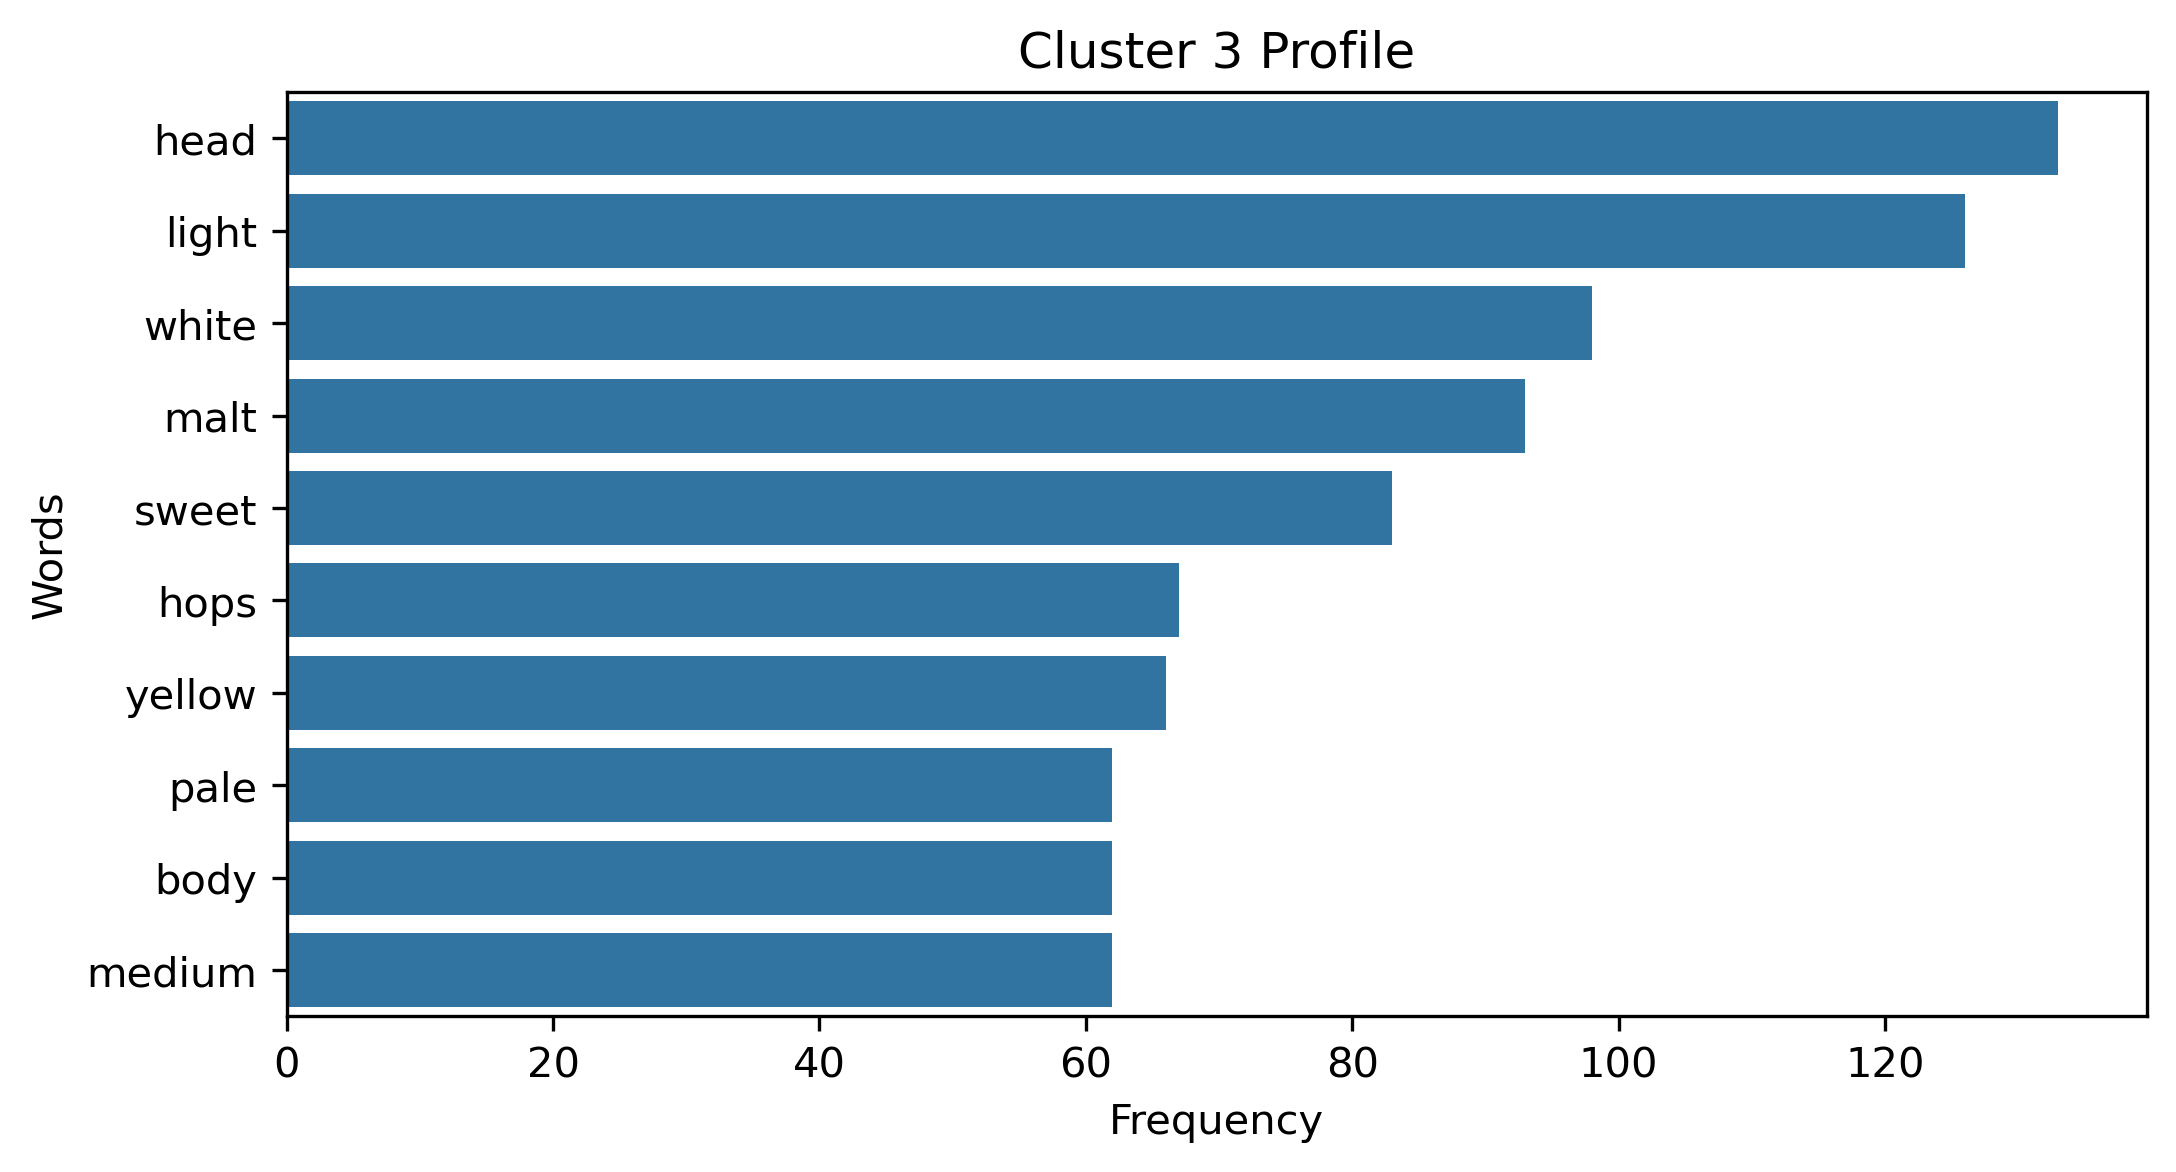 Cluster 3 Profile
Words
head
light
white
malt
sweet
hops
yellow
pale
body
medium
0 20 40 60 80 100 120
Frequency